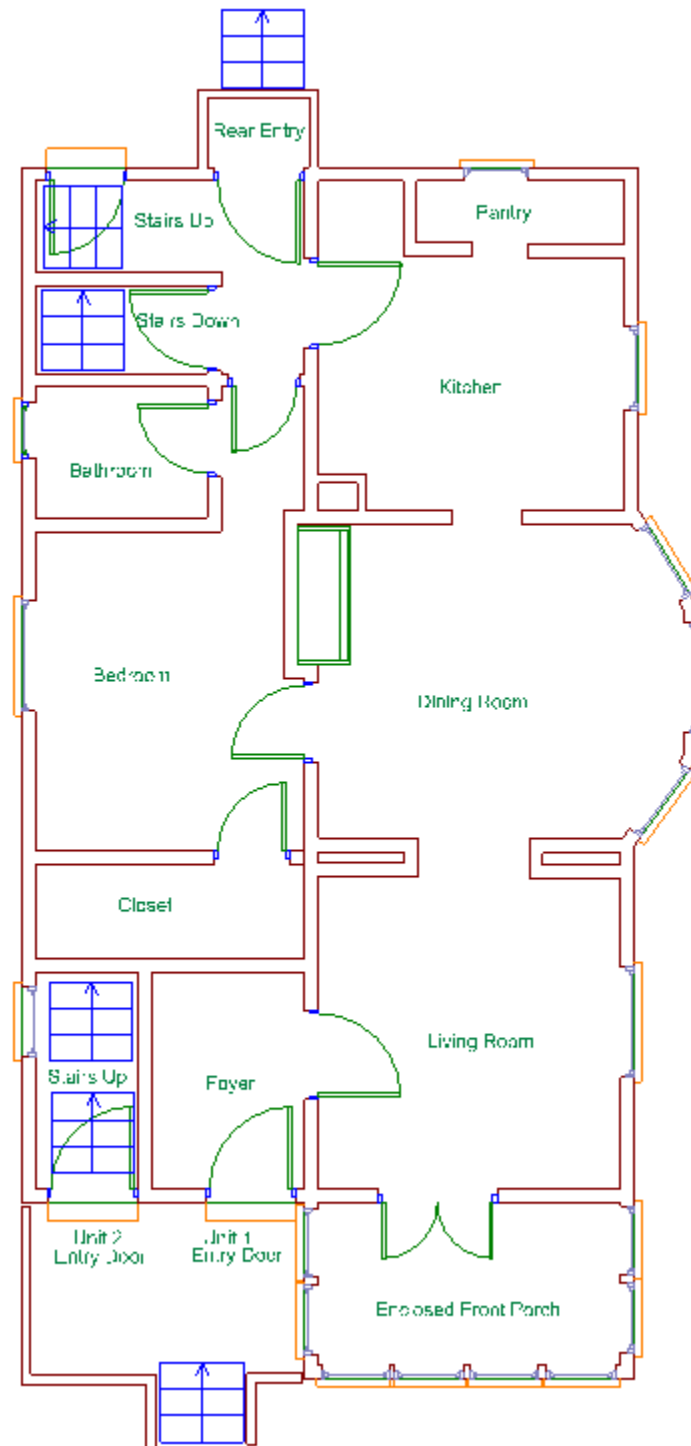 Rear Entry
Stairs Up
Pantry
Stairs Down
Kitchen
Bathroom
Bedroom
Dining Room
Closet
Living Room
Stairs Up
Foyer
Unit 2
Entry Door
Unit 1
Entry Door
Enclosed Front Porch